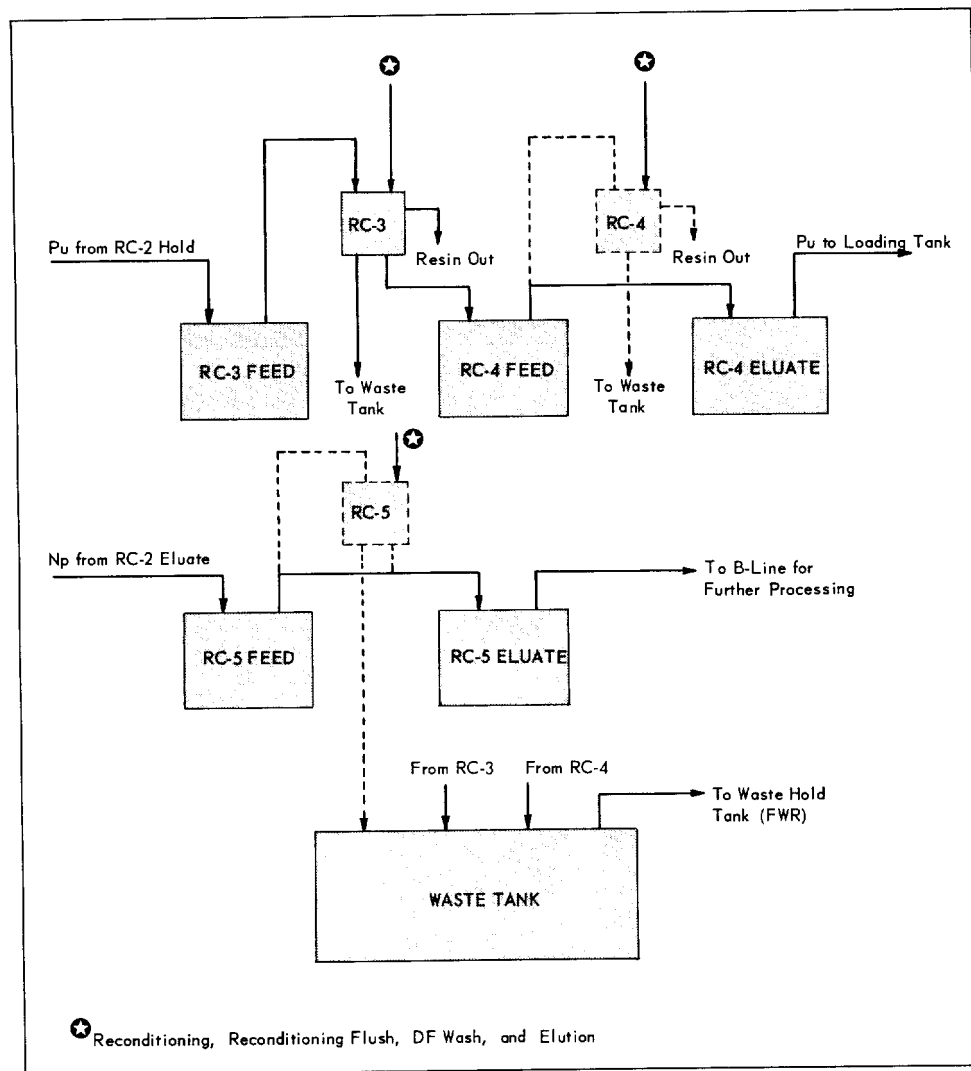 RC-3
RC-4
Resin Out
Resin Out
Pu from RC-2 Hold
Pu to Loading Tank
RC-3 FEED
RC-4 FEED
RC-4 ELUATE
To Waste
Tank
To Waste
Tank
RC-5
Np from RC-2 Eluate
To B-Line for
Further Processing
RC-5 FEED
RC-5 ELUATE
From RC-3
From RC-4
To Waste Hold
Tank (FWR)
WASTE TANK
Reconditioning, Reconditioning Flush, DF Wash, and Elution